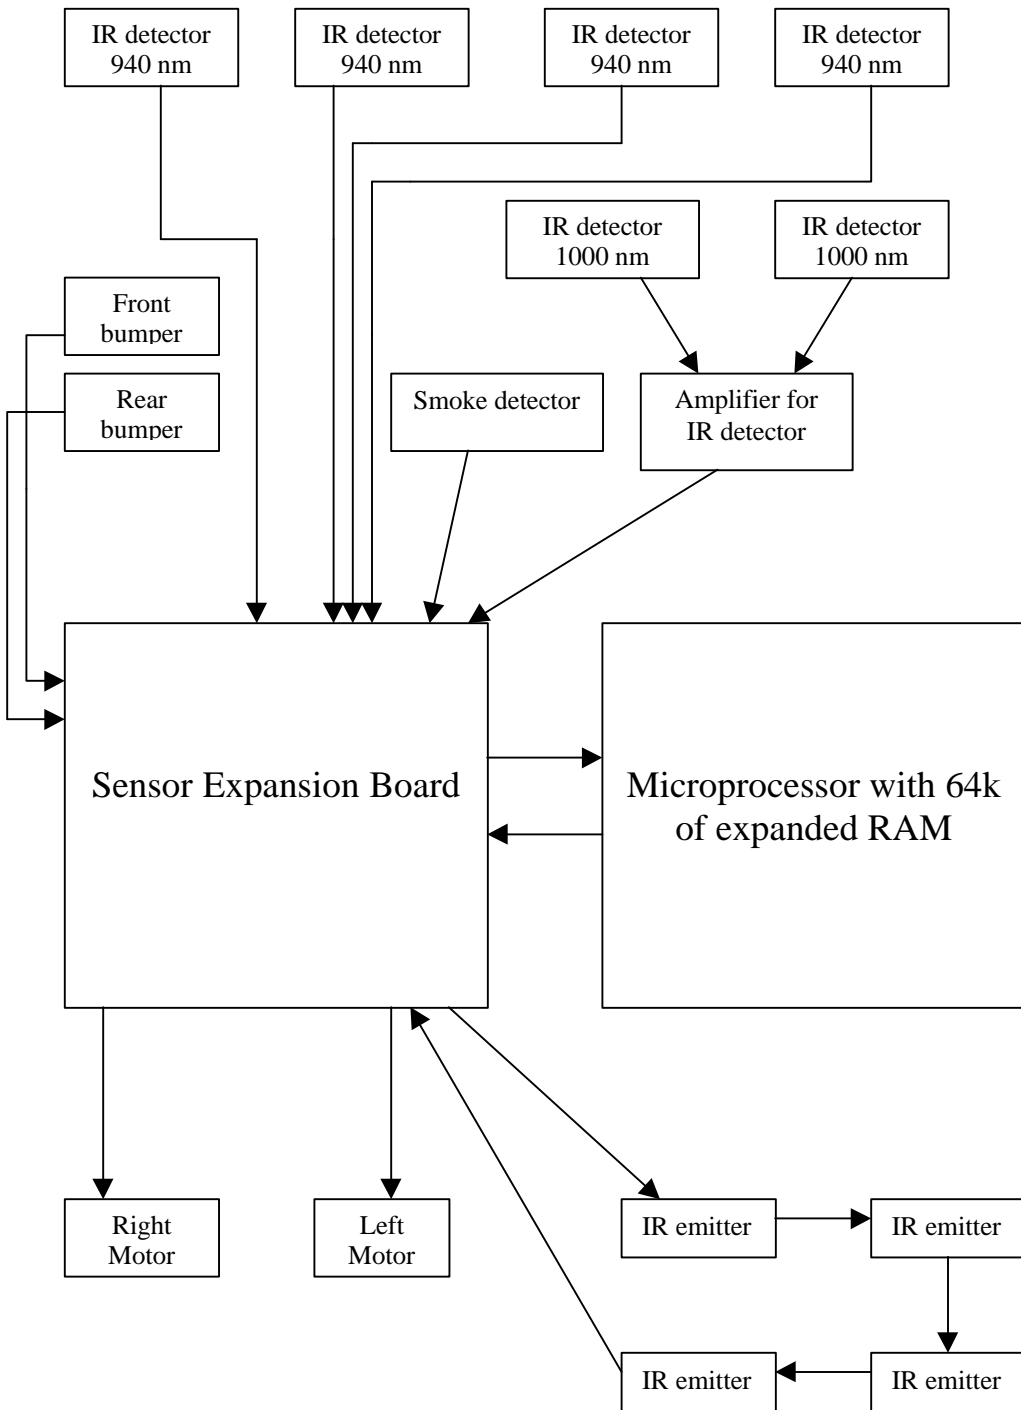 IR detector
940 nm
IR detector
940 nm
IR detector
940 nm
IR detector
940 nm
IR detector
1000 nm
IR detector
1000 nm
Front
bumper
Rear
bumper
Smoke detector
Amplifier for
IR detector
Sensor Expansion Board
Microprocessor with 64k
of expanded RAM
Right
Motor
Left
Motor
IR emitter
IR emitter
IR emitter
IR emitter